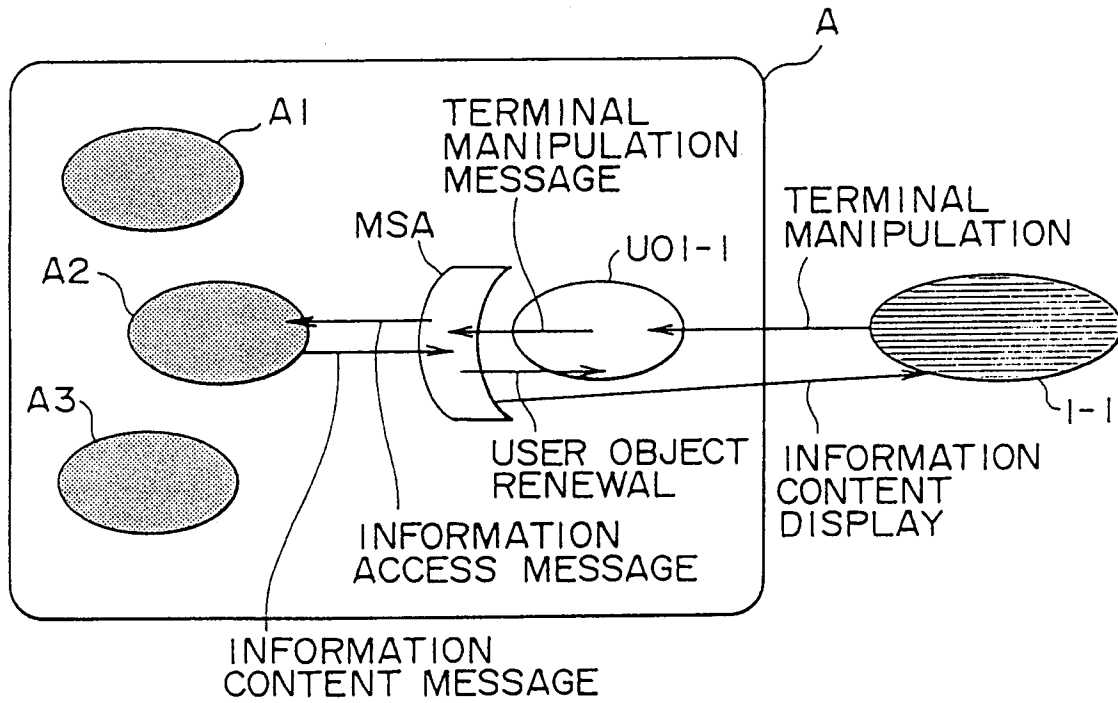 A
A1
TERMINAL
MANIPULATION
MESSAGE
TERMINAL
MANIPULATION
MSA
UO1-1
A2
A3
1-1
USER OBJECT
RENEWAL
INFORMATION
CONTENT
DISPLAY
INFORMATION
ACCESS MESSAGE
INFORMATION
CONTENT MESSAGE